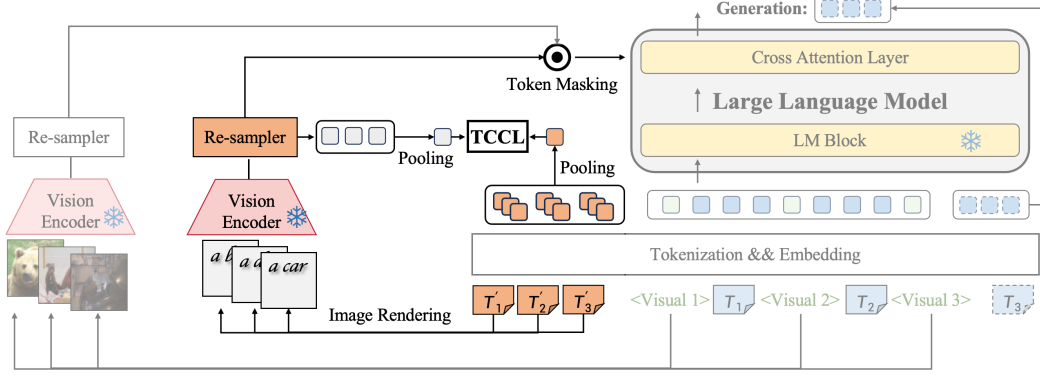 Generation:
Cross Attention Layer
Token Masking
Large Language Model
Re-sampler
Re-sampler
TCCL
LM Block
Pooling
Pooling
Vision
Encoder
Vision
Encoder
Tokenization && Embedding
a b
a d
a car
T'1
T'2
T'3
<Visual 1>
T1
<Visual 2>
T2
<Visual 3>
T3
Image Rendering